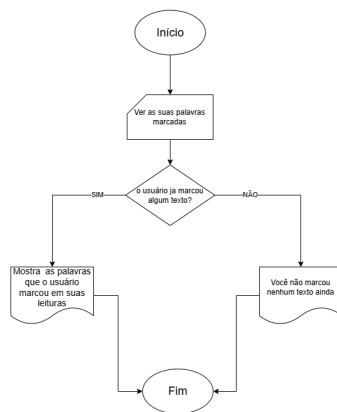 Início
Ver as suas palavras
marcadas
o usuário ja marcou
algum texto?
SIM
NÃO
Mostra as palavras
que o usuário
marcou em suas
leituras
Você não marcou
nenhum texto ainda
Fim